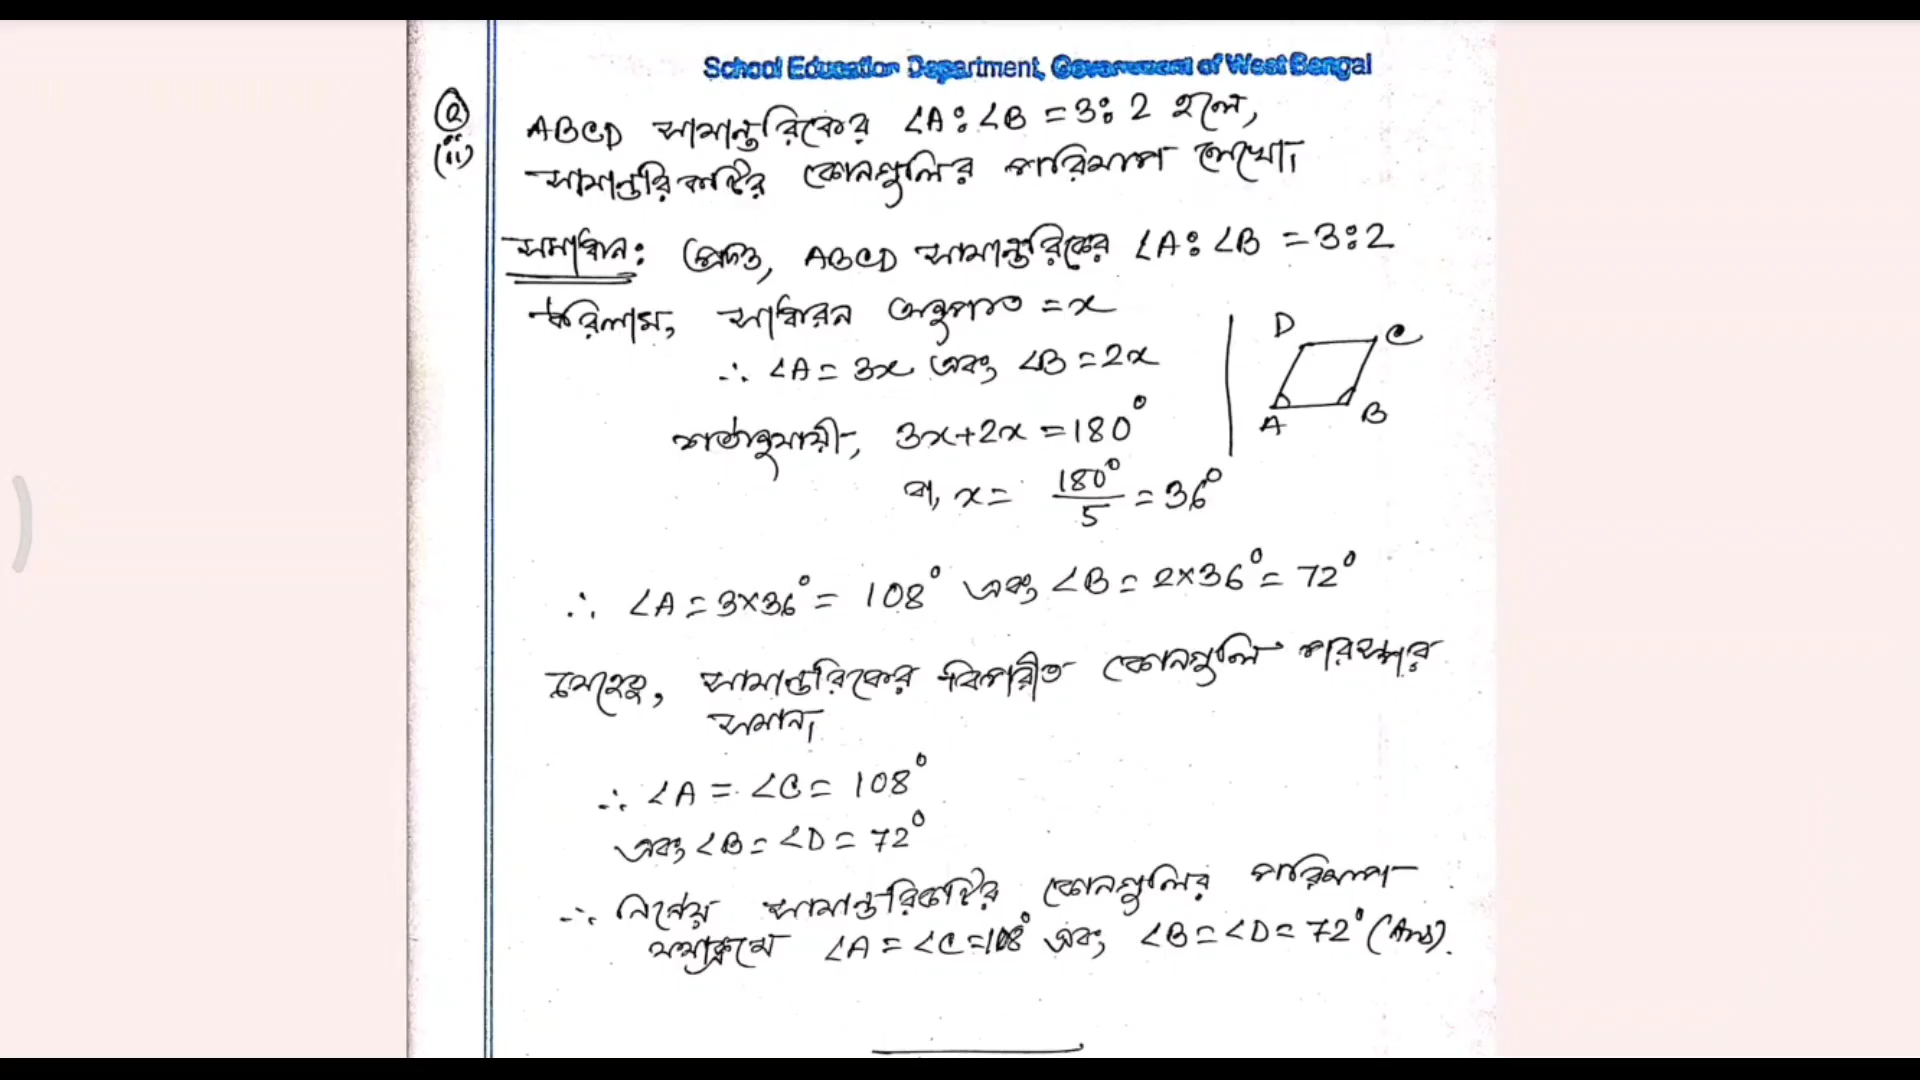 School Education Department, Government of West Bengal
২
(ii)
ABCD সামান্তরিকের ∠A : ∠B = 3 : 2 হলে,
সামান্তরিকটির কোনগুলির পরিমাপ লেখো।
সমাধান : প্রদত্ত, ABCD সামান্তরিকের ∠A : ∠B = 3 : 2
ধরিলাম, সাধারন অনুপাত = x
∴ ∠A = 3x এবং ∠B = 2x
D C
A B
শর্তানুযায়ী, 3x+2x = 180°
বা, x = 180°/5 = 36°
∴ ∠A = 3×36° = 108° এবং ∠B = 2×36° = 72°
যেহেতু, সামান্তরিকের বিপরীত কোনগুলি পরস্পর
সমান।
∴ ∠A = ∠C = 108°
এবং ∠B = ∠D = 72°
∴ নির্ণেয় সামান্তরিকটির কোনগুলির পরিমাপ
যথাক্রমে ∠A = ∠C = 108° এবং ∠B = ∠D = 72° (Ans).